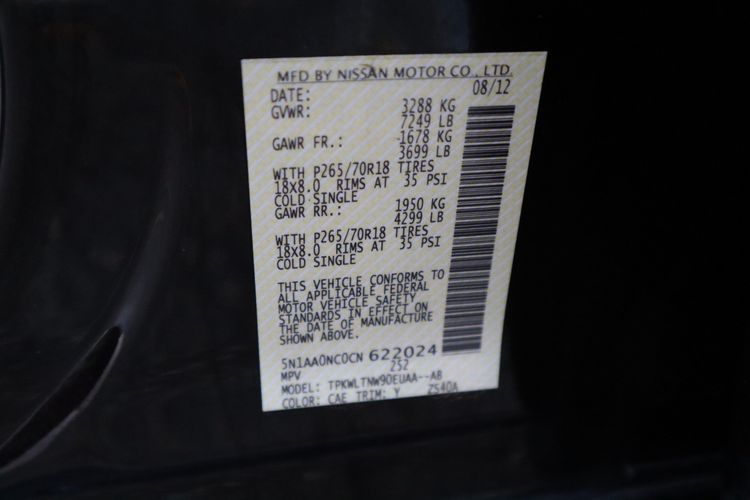 MFD BY NISSAN MOTOR CO., LTD.
DATE: 08/12
GVWR: 3288 KG
7249 LB
GAWR FR.: 1678 KG
3699 LB
WITH P265/70R18 TIRES
18x8.0 RIMS AT 35 PSI
COLD SINGLE
GAWR RR.: 1950 KG
4299 LB
WITH P265/70R18 TIRES
18x8.0 RIMS AT 35 PSI
COLD SINGLE
THIS VEHICLE CONFORMS TO
ALL APPLICABLE FEDERAL
MOTOR VEHICLE SAFETY
STANDARDS IN EFFECT ON
THE DATE OF MANUFACTURE
SHOWN ABOVE.
5N1AA0NC0CN 622024
MPV Z52
MODEL: TPKWLTNW90EUAA--AB
COLOR: CAE TRIM: Y ZS40A